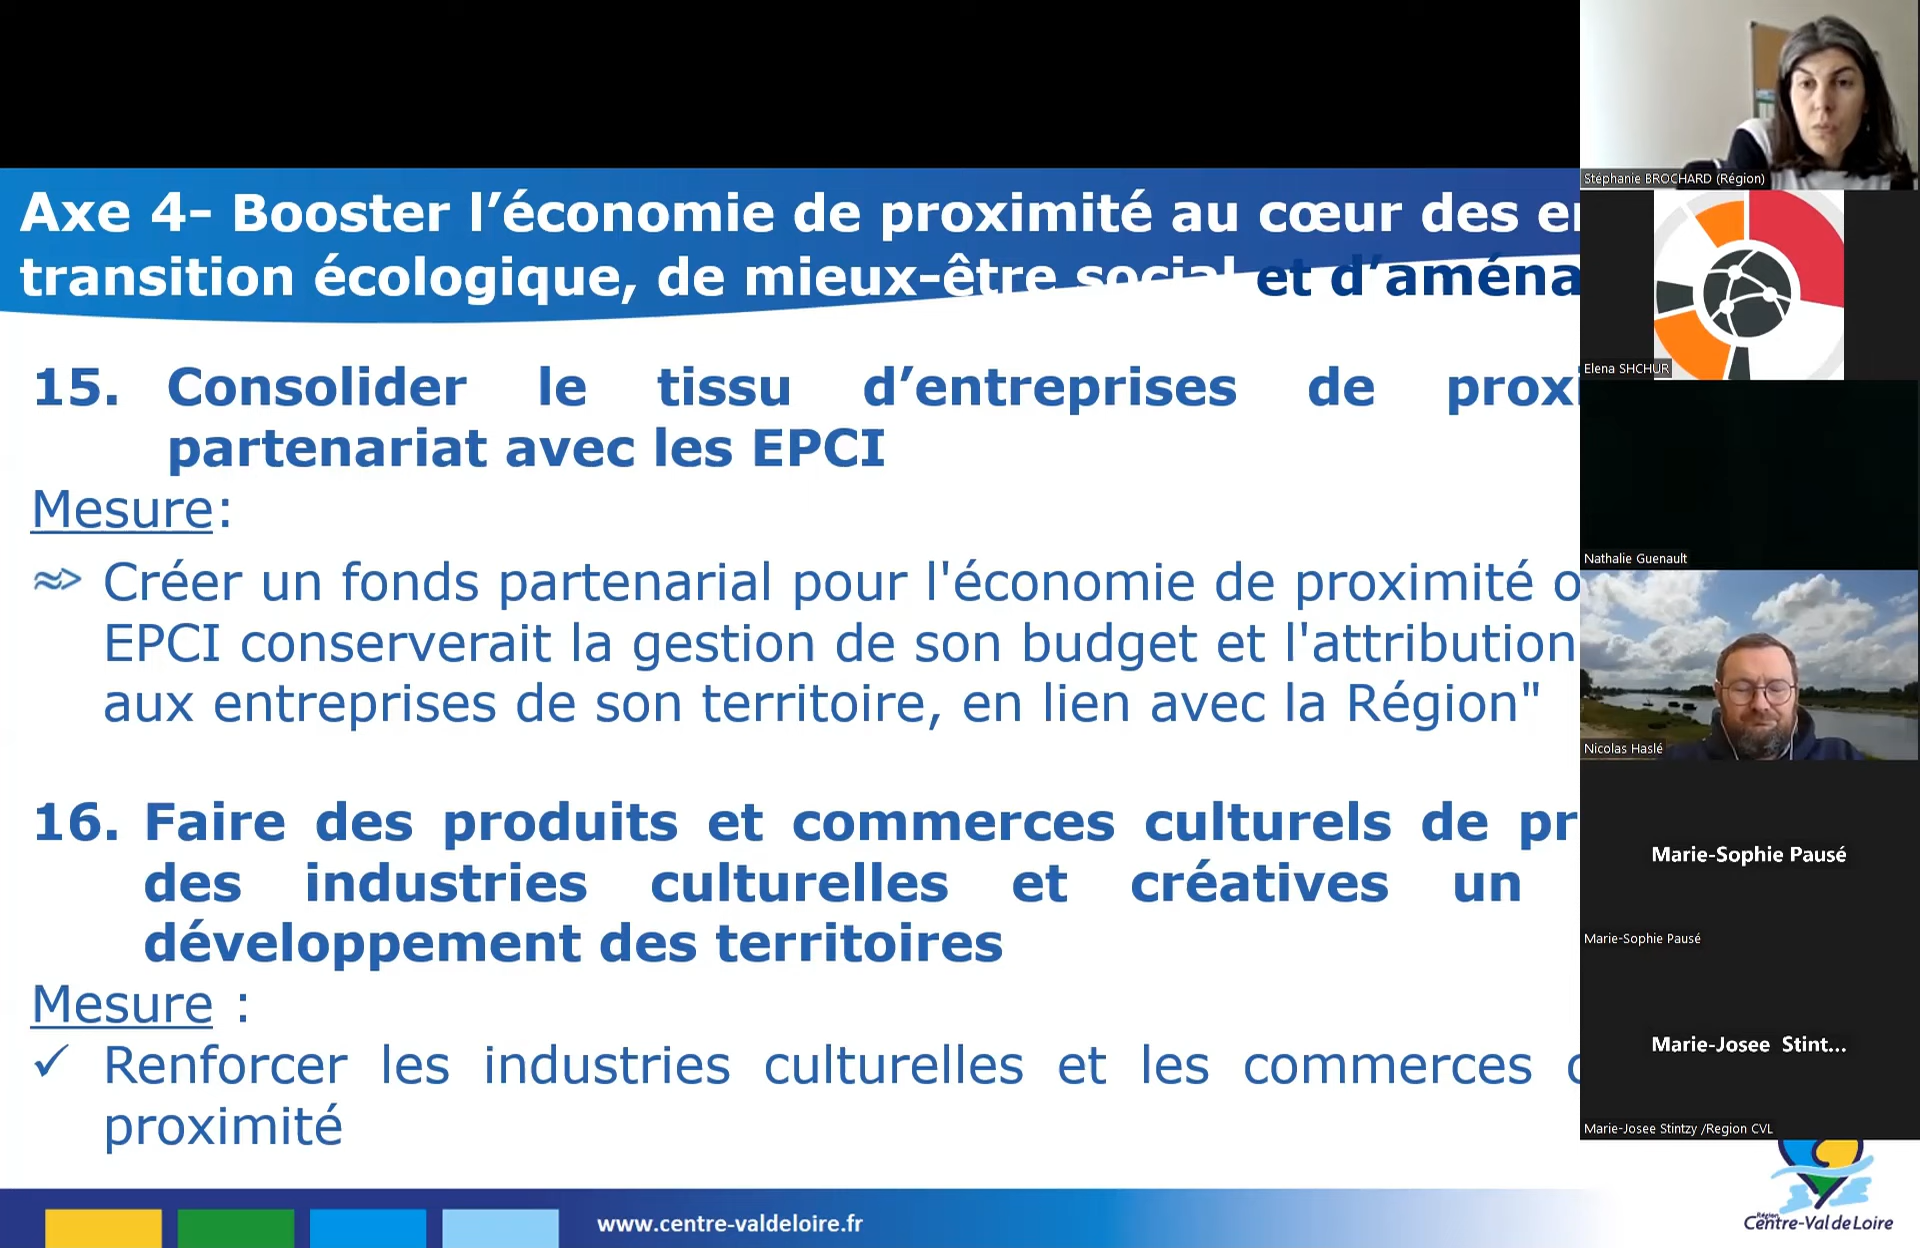 Axe 4- Booster l’économie de proximité au cœur des
transition écologique, de mieux-être social et d’aména
15. Consolider le tissu d’entreprises de proxi
partenariat avec les EPCI
Mesure:
Créer un fonds partenarial pour l'économie de proximité
EPCI conserverait la gestion de son budget et l'attribution
aux entreprises de son territoire, en lien avec la Région"
16. Faire des produits et commerces culturels de pr
des industries culturelles et créatives un
développement des territoires
Mesure :
✓ Renforcer les industries culturelles et les commerces
proximité
www.centre-valdeloire.fr
Stéphanie BROCHARD (Région)
Elena SHCHUR
Nathalie Guenault
Nicolas Haslé
Marie-Sophie Pausé
Marie-Sophie Pausé
Marie-Josee Stint...
Marie-Josee Stintzy /Region CVL
Région
Centre-Val de Loire